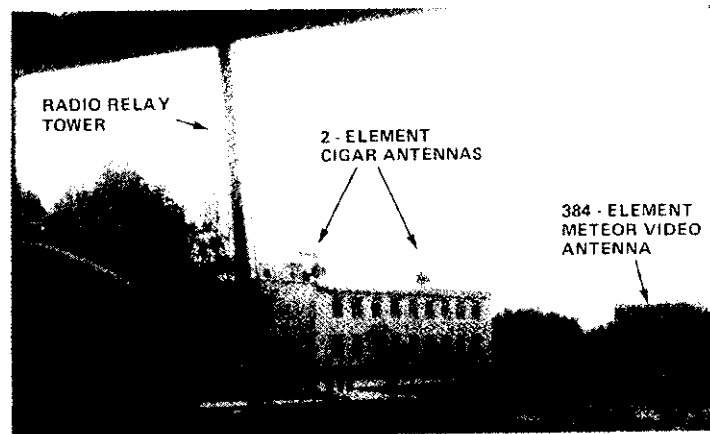 RADIO RELAY
TOWER
2 - ELEMENT
CIGAR ANTENNAS
384 - ELEMENT
METEOR VIDEO
ANTENNA